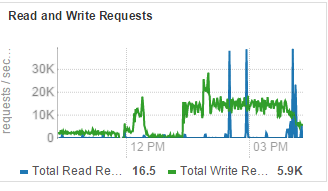 Read and Write Requests
requests / sec...
30K
20K
10K
0
12 PM
03 PM
Total Read Re... 16.5 Total Write Re... 5.9K